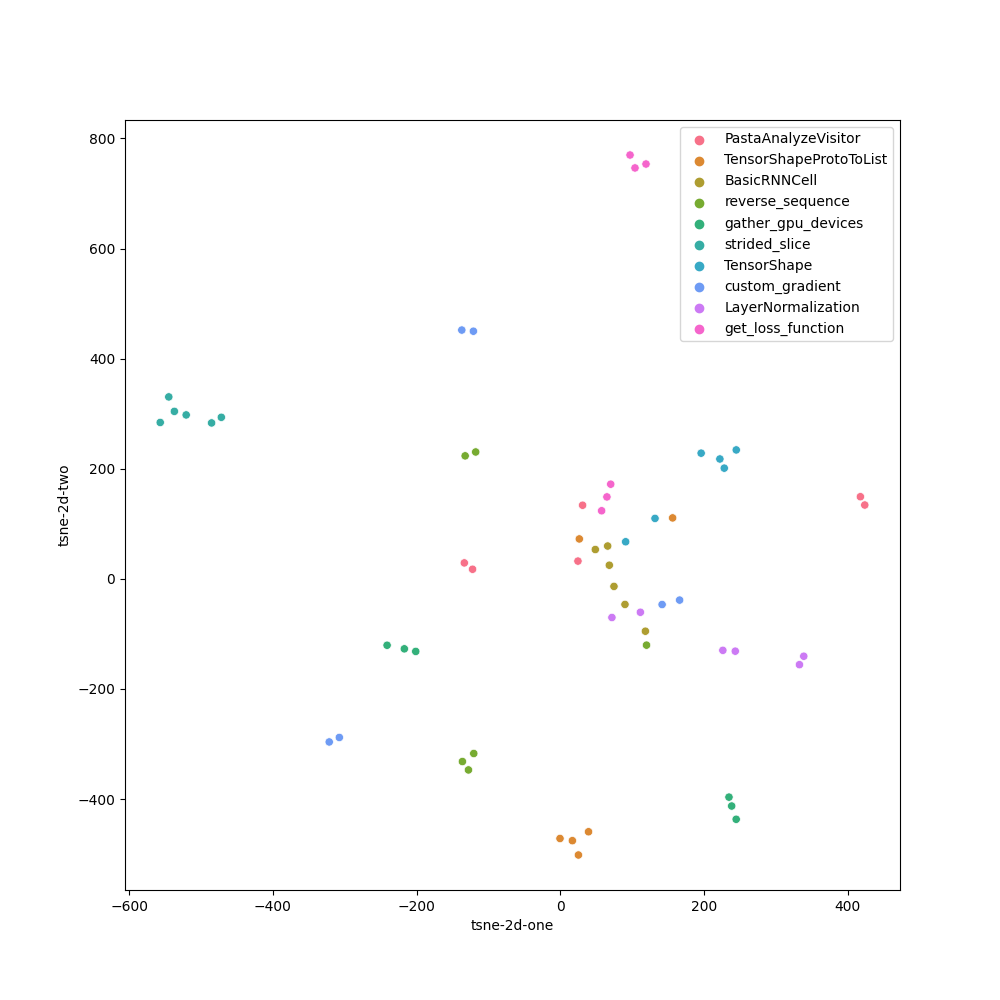 800
600
400
200
0
−200
−400
−600
−400
−200
0
200
400
tsne-2d-one
tsne-2d-two
PastaAnalyzeVisitor
TensorShapeProtoToList
BasicRNNCell
reverse_sequence
gather_gpu_devices
strided_slice
TensorShape
custom_gradient
LayerNormalization
get_loss_function